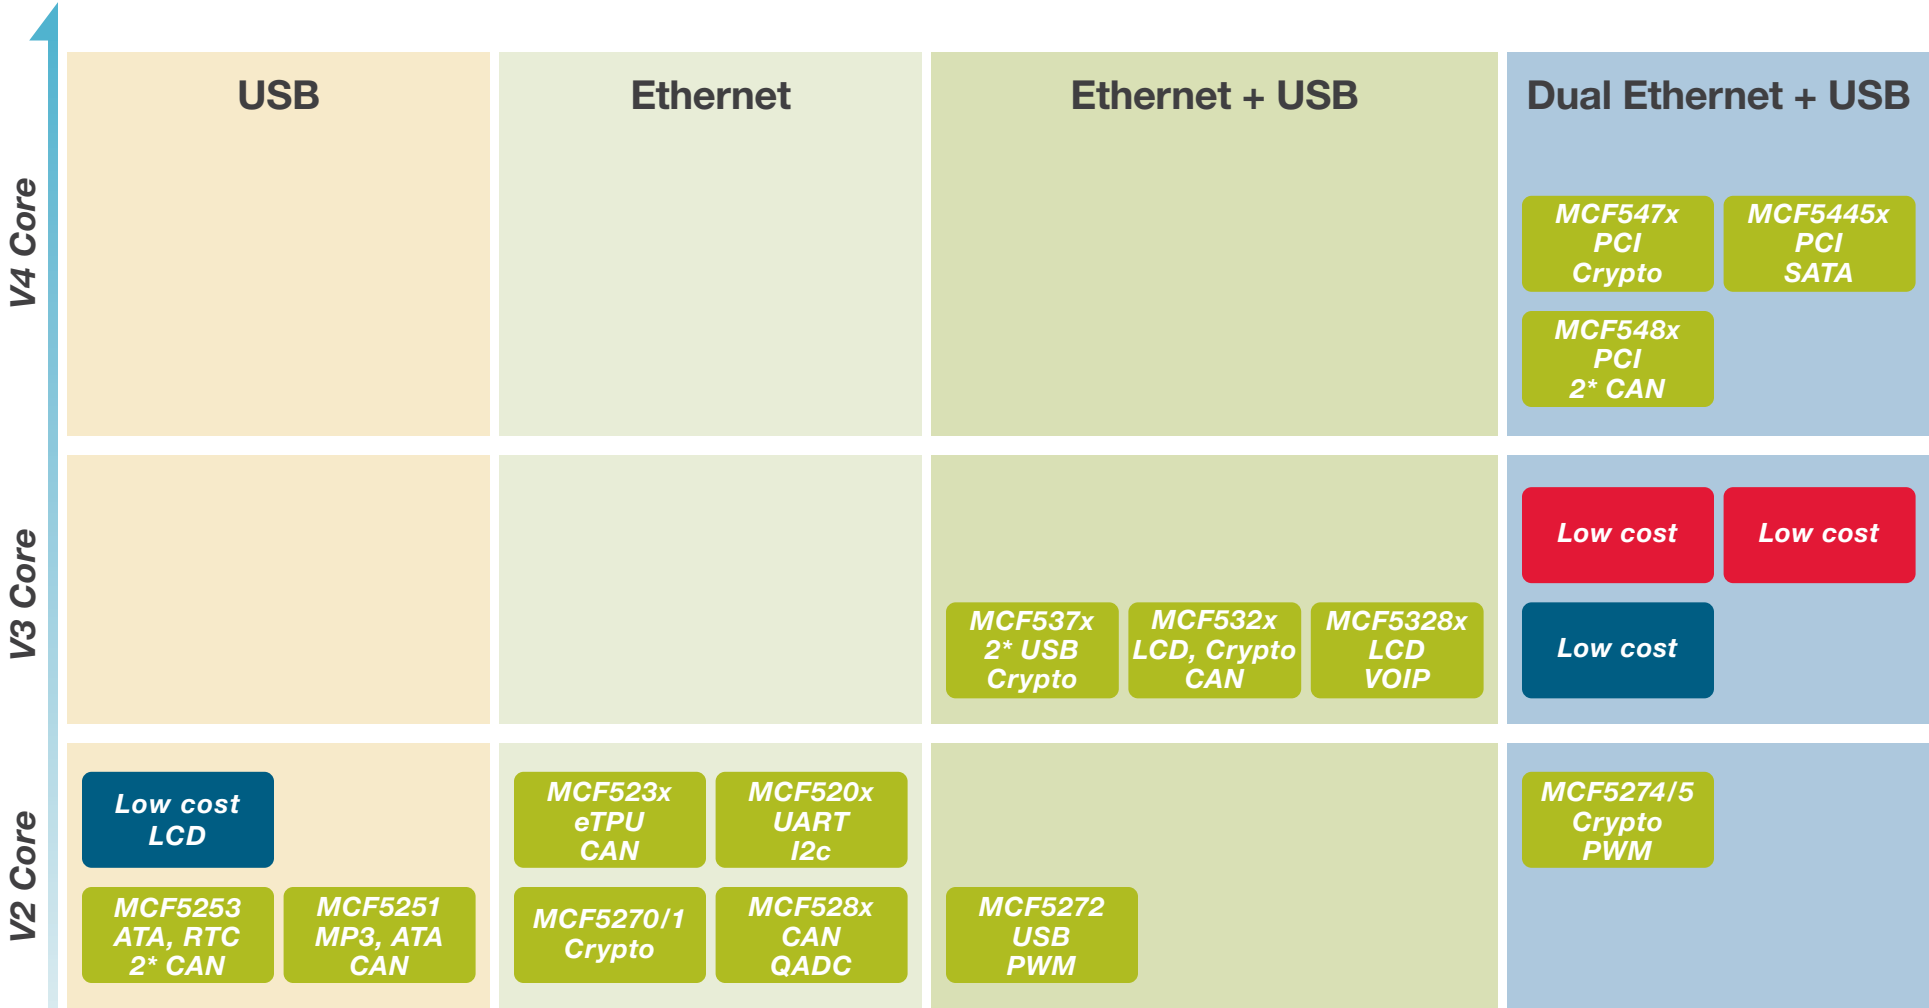 USB
Ethernet
Ethernet + USB
Dual Ethernet + USB
V4 Core
MCF547x
PCI
Crypto
MCF5445x
PCI
SATA
MCF548x
PCI
2* CAN
V3 Core
MCF537x
2* USB
Crypto
MCF532x
LCD, Crypto
CAN
MCF5328x
LCD
VOIP
Low cost
Low cost
Low cost
V2 Core
Low cost
LCD
MCF5253
ATA, RTC
2* CAN
MCF5251
MP3, ATA
CAN
MCF523x
eTPU
CAN
MCF520x
UART
I2c
MCF5270/1
Crypto
MCF528x
CAN
QADC
MCF5272
USB
PWM
MCF5274/5
Crypto
PWM